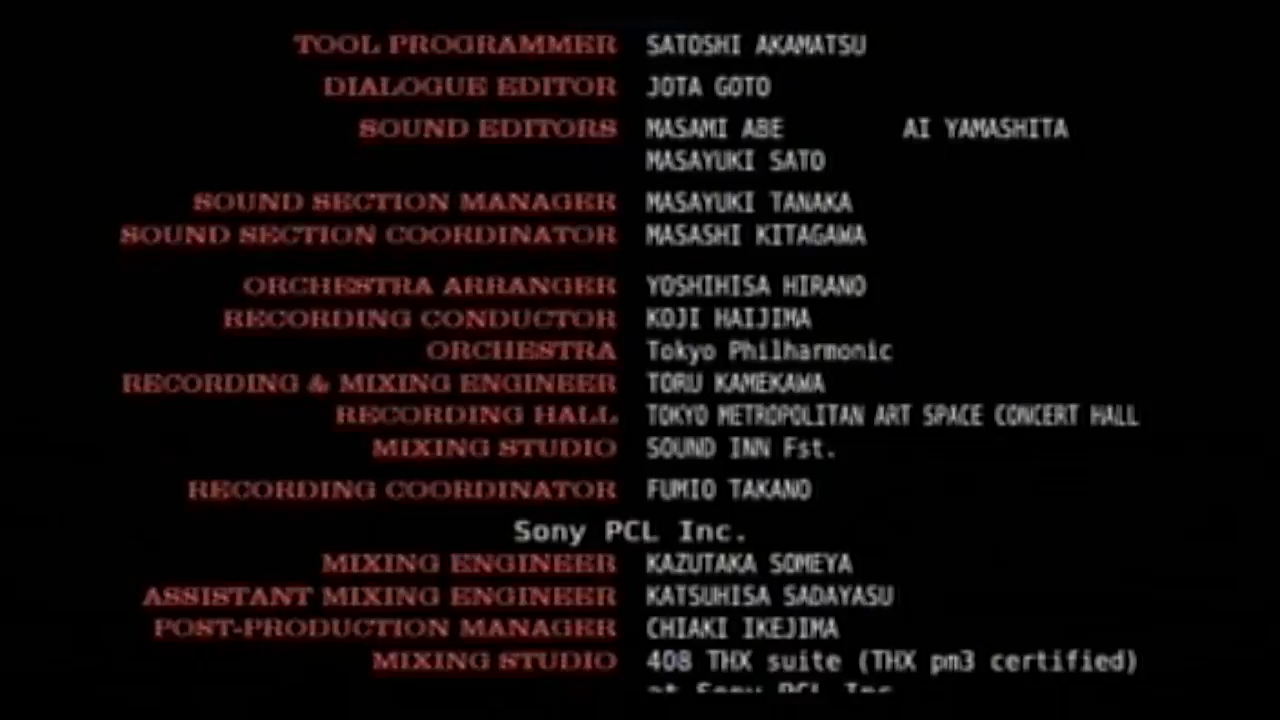 TOOL PROGRAMMER SATOSHI AKAMATSU
DIALOGUE EDITOR JOTA GOTO
SOUND EDITORS MASAMI ABE AI YAMASHITA
MASAYUKI SATO
SOUND SECTION MANAGER MASAYUKI TANAKA
SOUND SECTION COORDINATOR MASASHI KITAGAWA
ORCHESTRA ARRANGER YOSHIHISA HIRANO
RECORDING CONDUCTOR KOJI HAIJIMA
ORCHESTRA Tokyo Philharmonic
RECORDING & MIXING ENGINEER TORU KAMEKAWA
RECORDING HALL TOKYO METROPOLITAN ART SPACE CONCERT HALL
MIXING STUDIO SOUND INN Fst.
RECORDING COORDINATOR FUMIO TAKANO
Sony PCL Inc.
MIXING ENGINEER KAZUTAKA SOMEYA
ASSISTANT MIXING ENGINEER KATSUHISA SADAYASU
POST-PRODUCTION MANAGER CHIAKI IKEJIMA
MIXING STUDIO 408 THX suite (THX pm3 certified)
at Sony PCL Inc